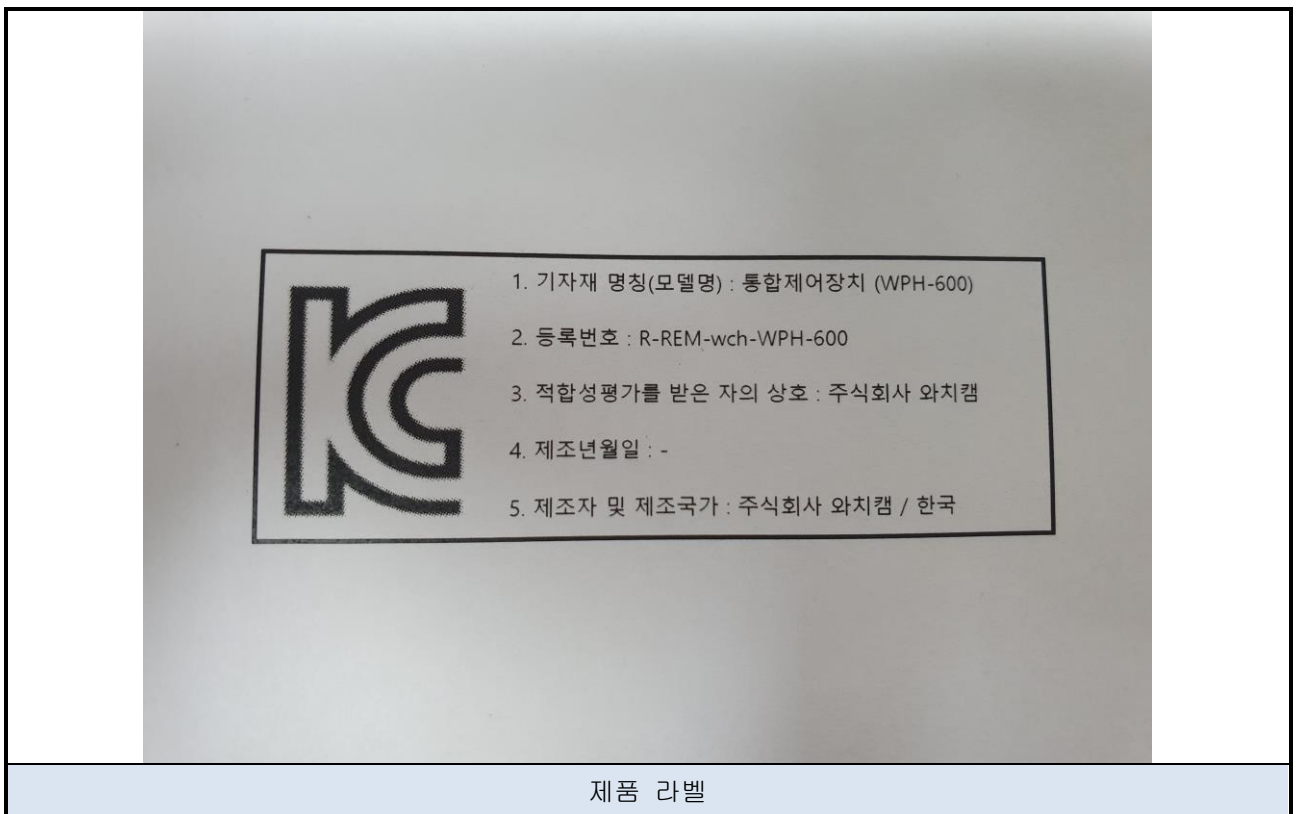 KC
1. 기자재 명칭(모델명) : 통합제어장치 (WPH-600)
2. 등록번호 : R-REM-wch-WPH-600
3. 적합성평가를 받은 자의 상호 : 주식회사 와치캠
4. 제조년월일 : -
5. 제조자 및 제조국가 : 주식회사 와치캠 / 한국
제품 라벨